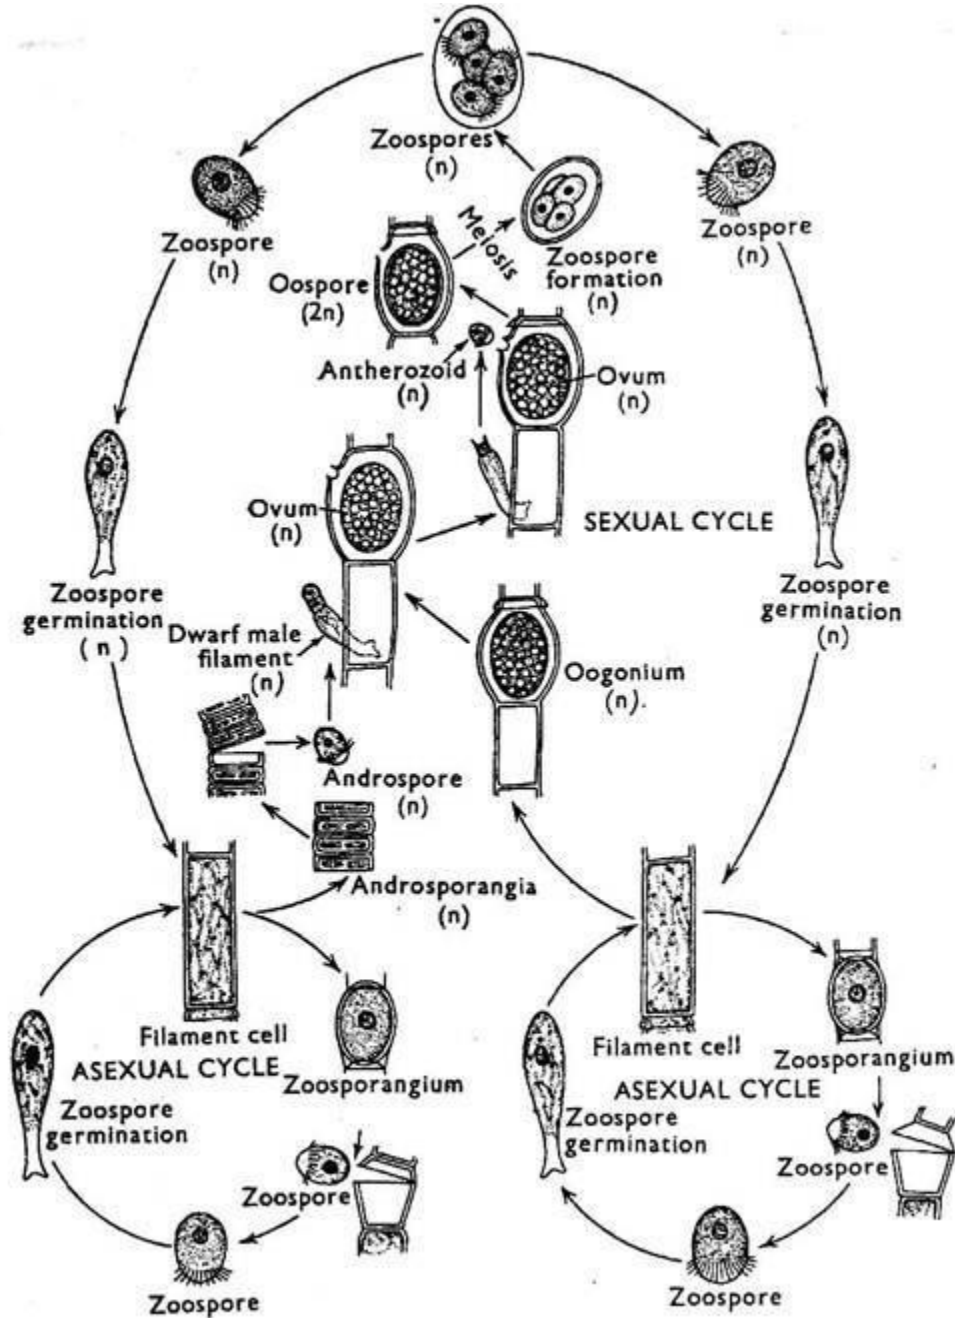 Zoospores
(n)
Zoospore
(n)
Zoospore
(n)
Meiosis
Zoospore
formation
(n)
Oospore
(2n)
Antherozoid
(n)
Ovum
(n)
Ovum
(n)
SEXUAL CYCLE
Zoospore
germination
(n)
Zoospore
germination
(n)
Dwarf male
filament
(n)
Oogonium
(n).
Androspore
(n)
Androsporangia
(n)
Filament cell
ASEXUAL CYCLE
Zoosporangium
Zoospore
germination
Zoospore
Zoospore
Filament cell
Zoosporangium
ASEXUAL CYCLE
Zoospore
germination
Zoospore
Zoospore